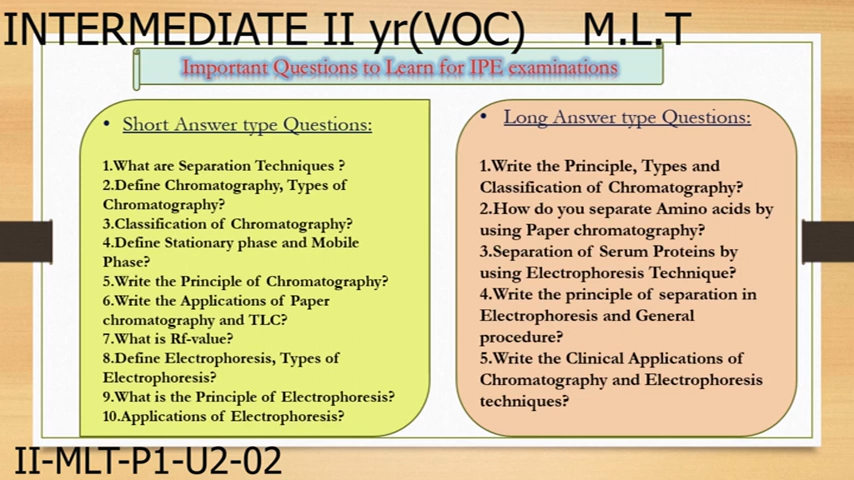 INTERMEDIATE II yr(VOC) M.L.T
Important Questions to Learn for IPE examinations
• Short Answer type Questions:
1.What are Separation Techniques ?
2.Define Chromatography, Types of
Chromatography?
3.Classification of Chromatography?
4.Define Stationary phase and Mobile
Phase?
5.Write the Principle of Chromatography?
6.Write the Applications of Paper
chromatography and TLC?
7.What is Rf-value?
8.Define Electrophoresis, Types of
Electrophoresis?
9.What is the Principle of Electrophoresis?
10.Applications of Electrophoresis?
• Long Answer type Questions:
1.Write the Principle, Types and
Classification of Chromatography?
2.How do you separate Amino acids by
using Paper chromatography?
3.Separation of Serum Proteins by
using Electrophoresis Technique?
4.Write the principle of separation in
Electrophoresis and General
procedure?
5.Write the Clinical Applications of
Chromatography and Electrophoresis
techniques?
II-MLT-P1-U2-02